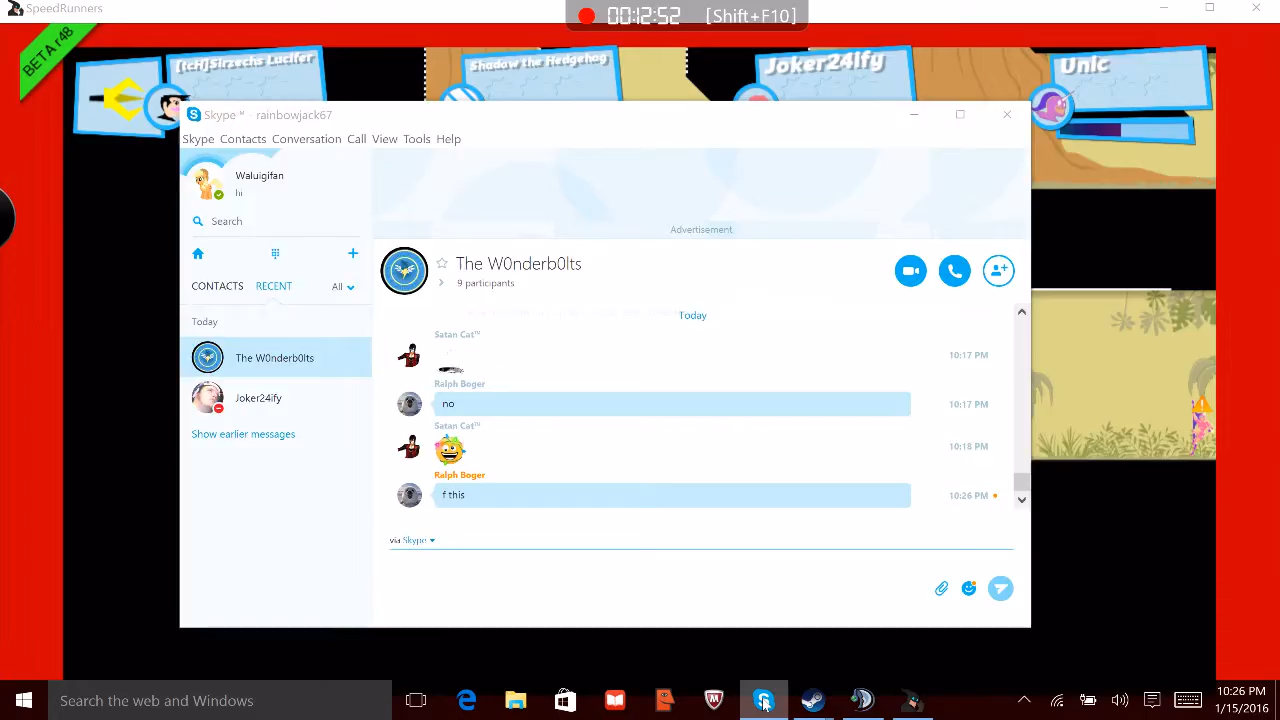 SpeedRunners
00:12:52 [Shift+F10]
BETA r48
[tcH]Sirzechs Lucifer
Shadow the Hedgehog
Joker24ify
Unic
Skype™ rainbowjack67
Skype Contacts Conversation Call View Tools Help
Waluigifan
hi
Search
CONTACTS RECENT All
Today
The W0nderb0lts
Joker24ify
Show earlier messages
Advertisement
The W0nderb0lts
9 participants
Today
Satan Cat™
10:17 PM
Ralph Boger
no 10:17 PM
Satan Cat™
10:18 PM
Ralph Boger
f this 10:26 PM
via Skype
Search the web and Windows
10:26 PM
1/15/2016